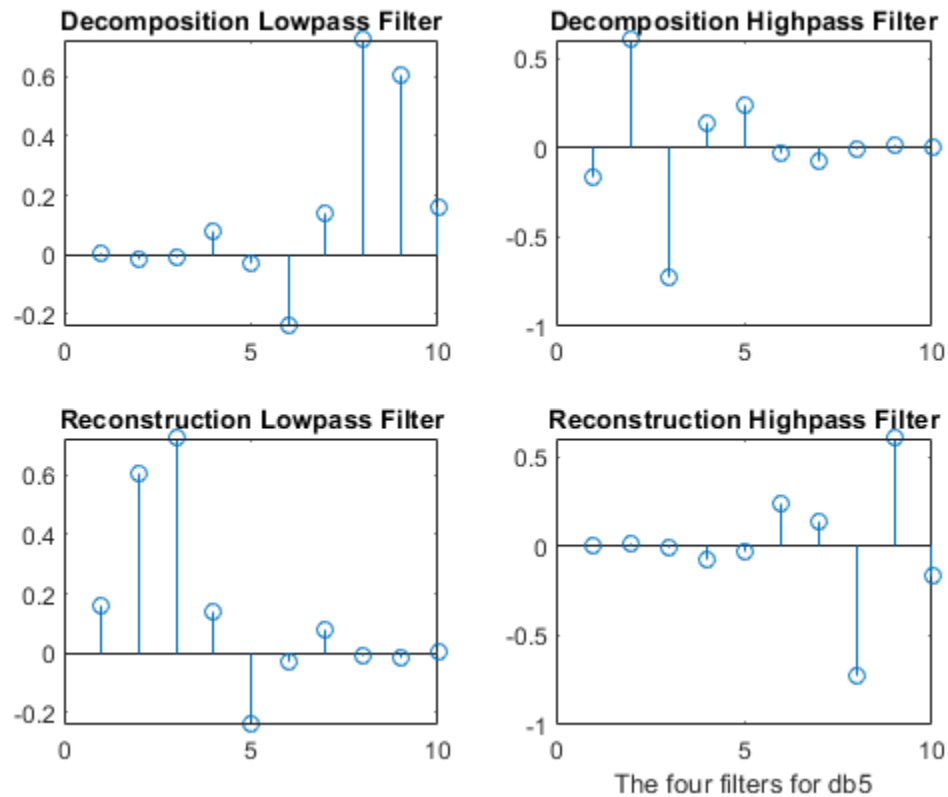 Decomposition Lowpass Filter
0.6
0.4
0.2
0
-0.2
0 5 10
Decomposition Highpass Filter
0.5
0
-0.5
-1
0 5 10
Reconstruction Lowpass Filter
0.6
0.4
0.2
0
-0.2
0 5 10
Reconstruction Highpass Filter
0.5
0
-0.5
-1
0 5 10
The four filters for db5